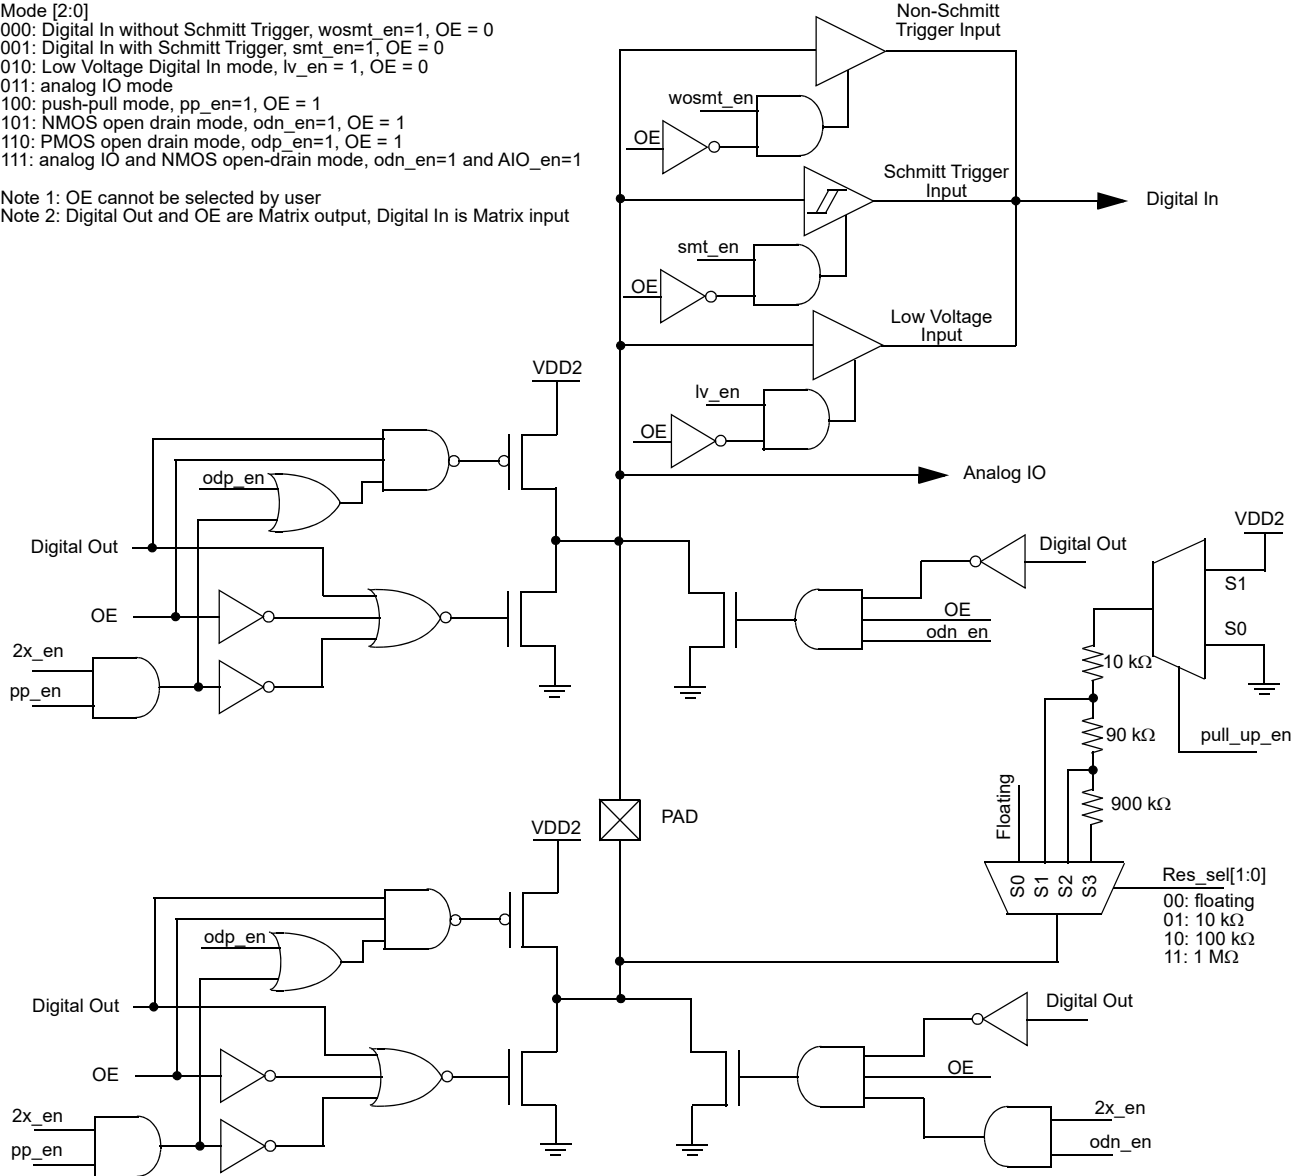 Mode [2:0]
000: Digital In without Schmitt Trigger, wosmt_en=1, OE = 0
001: Digital In with Schmitt Trigger, smt_en=1, OE = 0
010: Low Voltage Digital In mode, lv_en = 1, OE = 0
011: analog IO mode
100: push-pull mode, pp_en=1, OE = 1
101: NMOS open drain mode, odn_en=1, OE = 1
110: PMOS open drain mode, odp_en=1, OE = 1
111: analog IO and NMOS open-drain mode, odn_en=1 and AIO_en=1
Note 1: OE cannot be selected by user
Note 2: Digital Out and OE are Matrix output, Digital In is Matrix input
Non-Schmitt
Trigger Input
wosmt_en
OE
Schmitt Trigger
Input
Digital In
smt_en
OE
Low Voltage
Input
lv_en
OE
Analog IO
VDD2
odp_en
Digital Out
OE
2x_en
pp_en
Digital Out
OE
odn_en
VDD2
S1
S0
10 kΩ
90 kΩ
pull_up_en
900 kΩ
Floating
S0
S1
S2
S3
Res_sel[1:0]
00: floating
01: 10 kΩ
10: 100 kΩ
11: 1 MΩ
PAD
VDD2
odp_en
Digital Out
OE
2x_en
pp_en
Digital Out
OE
2x_en
odn_en